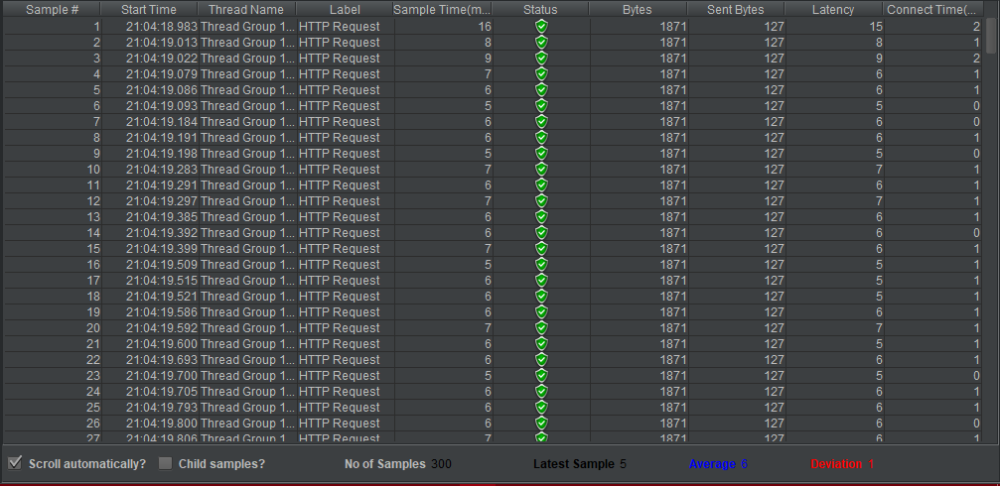 Sample # Start Time Thread Name Label Sample Time(m... Status Bytes Sent Bytes Latency Connect Time(...
1 21:04:18.983 Thread Group 1... HTTP Request 16 1871 127 15 2
2 21:04:19.013 Thread Group 1... HTTP Request 8 1871 127 8 1
3 21:04:19.022 Thread Group 1... HTTP Request 9 1871 127 9 2
4 21:04:19.079 Thread Group 1... HTTP Request 7 1871 127 6 1
5 21:04:19.086 Thread Group 1... HTTP Request 6 1871 127 6 1
6 21:04:19.093 Thread Group 1... HTTP Request 5 1871 127 5 0
7 21:04:19.184 Thread Group 1... HTTP Request 6 1871 127 6 0
8 21:04:19.191 Thread Group 1... HTTP Request 6 1871 127 6 1
9 21:04:19.198 Thread Group 1... HTTP Request 5 1871 127 5 0
10 21:04:19.283 Thread Group 1... HTTP Request 7 1871 127 7 1
11 21:04:19.291 Thread Group 1... HTTP Request 6 1871 127 6 1
12 21:04:19.297 Thread Group 1... HTTP Request 7 1871 127 7 1
13 21:04:19.385 Thread Group 1... HTTP Request 6 1871 127 6 1
14 21:04:19.392 Thread Group 1... HTTP Request 6 1871 127 6 0
15 21:04:19.399 Thread Group 1... HTTP Request 7 1871 127 6 1
16 21:04:19.509 Thread Group 1... HTTP Request 5 1871 127 5 1
17 21:04:19.515 Thread Group 1... HTTP Request 6 1871 127 5 1
18 21:04:19.521 Thread Group 1... HTTP Request 6 1871 127 5 1
19 21:04:19.586 Thread Group 1... HTTP Request 6 1871 127 6 1
20 21:04:19.592 Thread Group 1... HTTP Request 7 1871 127 7 1
21 21:04:19.600 Thread Group 1... HTTP Request 5 1871 127 5 1
22 21:04:19.693 Thread Group 1... HTTP Request 6 1871 127 6 1
23 21:04:19.700 Thread Group 1... HTTP Request 5 1871 127 5 0
24 21:04:19.705 Thread Group 1... HTTP Request 6 1871 127 6 1
25 21:04:19.793 Thread Group 1... HTTP Request 6 1871 127 6 1
26 21:04:19.800 Thread Group 1... HTTP Request 6 1871 127 6 0
27 21:04:19.806 Thread Group 1... HTTP Request 7 1871 127 6 1
Scroll automatically? Child samples? No of Samples 300 Latest Sample 5 Average 6 Deviation 1